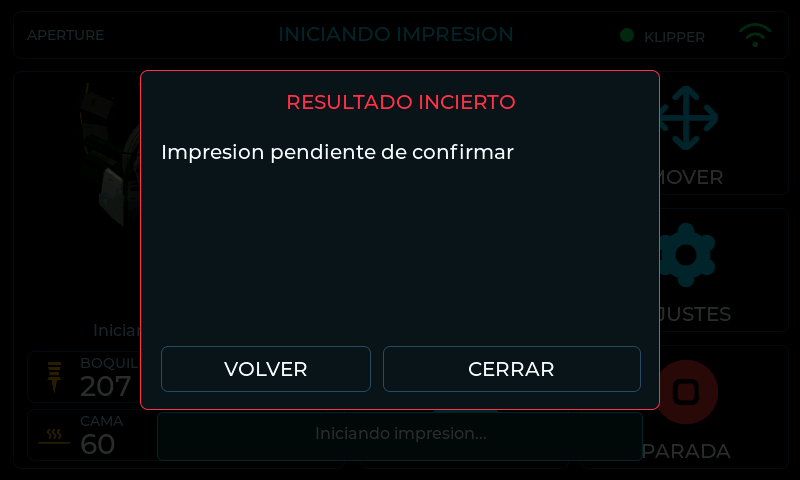 APERTURE
INICIANDO IMPRESION
KLIPPER
RESULTADO INCIERTO
Impresion pendiente de confirmar
MOVER
JUSTES
Inician
BOQUIL
207
VOLVER
CERRAR
CAMA
60
Iniciando impresion...
PARADA